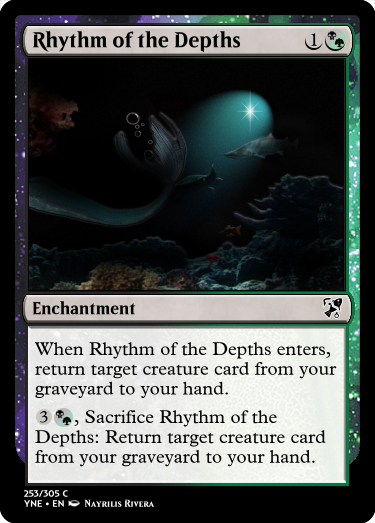 Rhythm of the Depths 1
Enchantment
When Rhythm of the Depths enters,
return target creature card from your
graveyard to your hand.
3, Sacrifice Rhythm of the
Depths: Return target creature card
from your graveyard to your hand.
253/305 C
YNE • EN Nayrilis Rivera